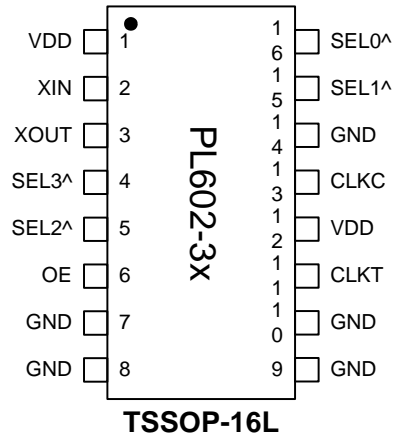 VDD 1 16 SEL0^
XIN 2 15 SEL1^
XOUT 3 14 GND
SEL3^ 4 13 CLKC
SEL2^ 5 12 VDD
OE 6 11 CLKT
GND 7 10 GND
GND 8 9 GND
PL602-3x
TSSOP-16L